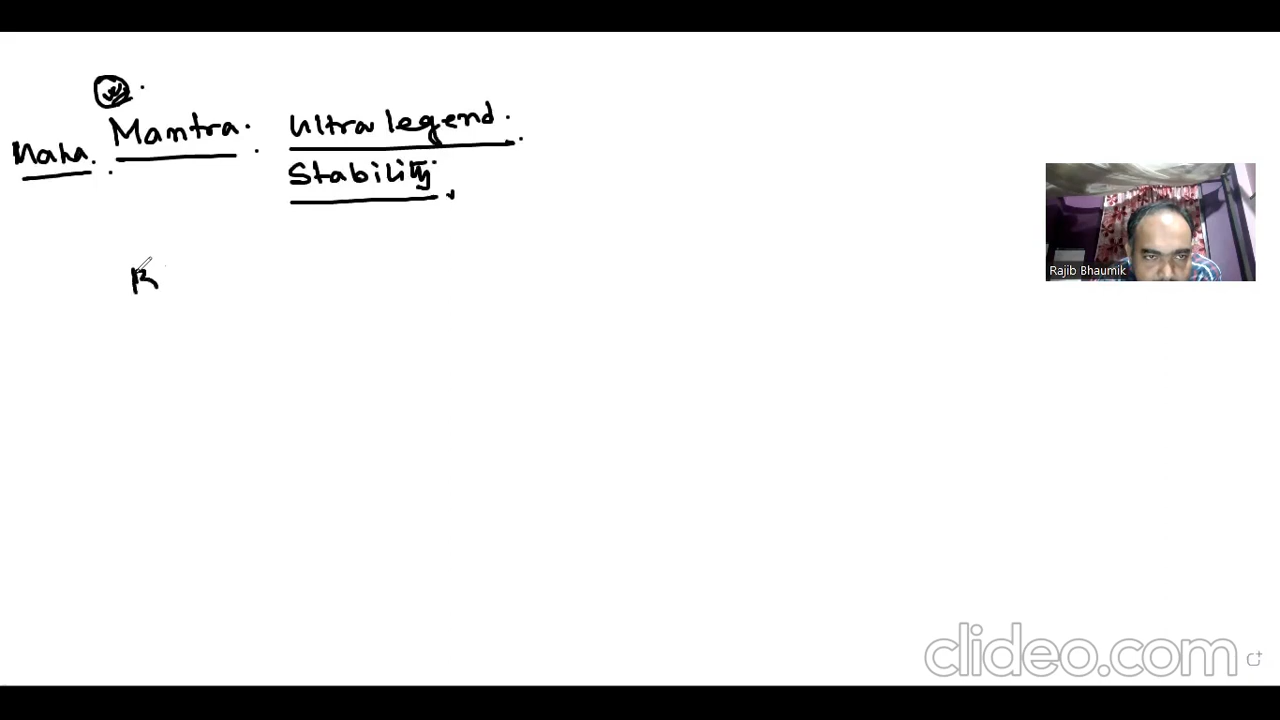 Maha. Mantra. Ultra legend.
Stability.
R
Rajib Bhaumik
clideo.com